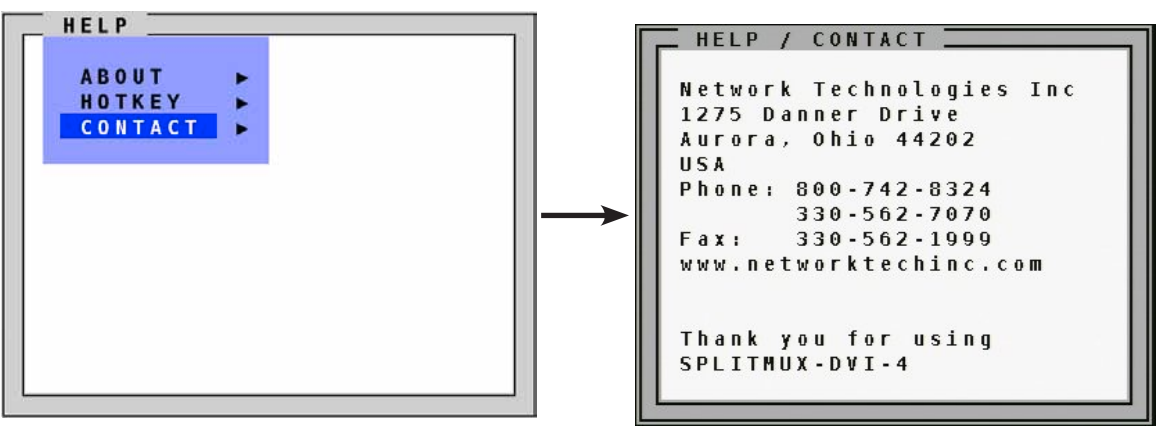 HELP
ABOUT ►
HOTKEY ►
CONTACT ►
HELP / CONTACT
Network Technologies Inc
1275 Danner Drive
Aurora, Ohio 44202
USA
Phone: 800-742-8324
330-562-7070
Fax: 330-562-1999
www.networktechinc.com
Thank you for using
SPLITMUX-DVI-4